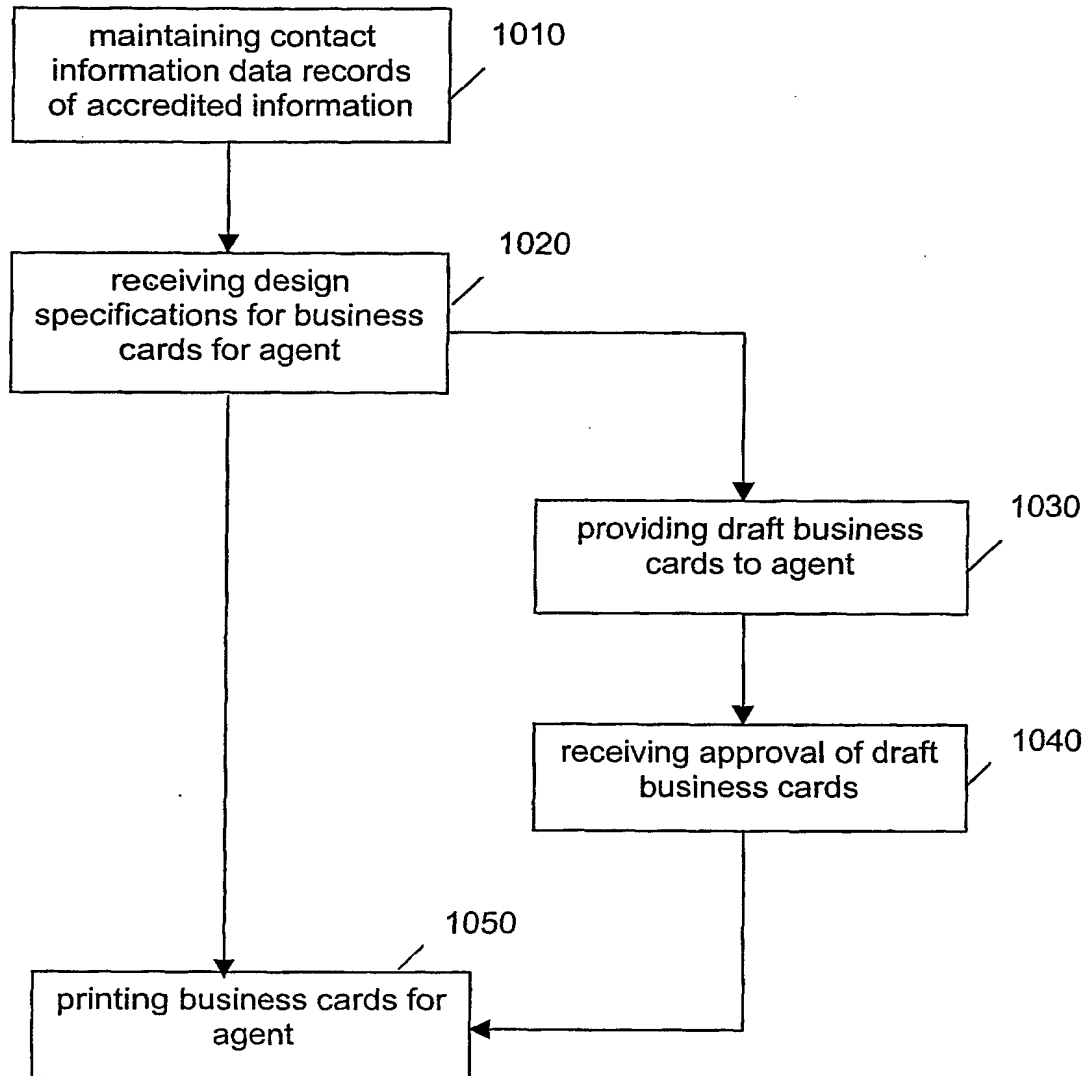 maintaining contact
information data records
of accredited information
1010
receiving design
specifications for business
cards for agent
1020
providing draft business
cards to agent
1030
receiving approval of draft
business cards
1040
printing business cards for
agent
1050